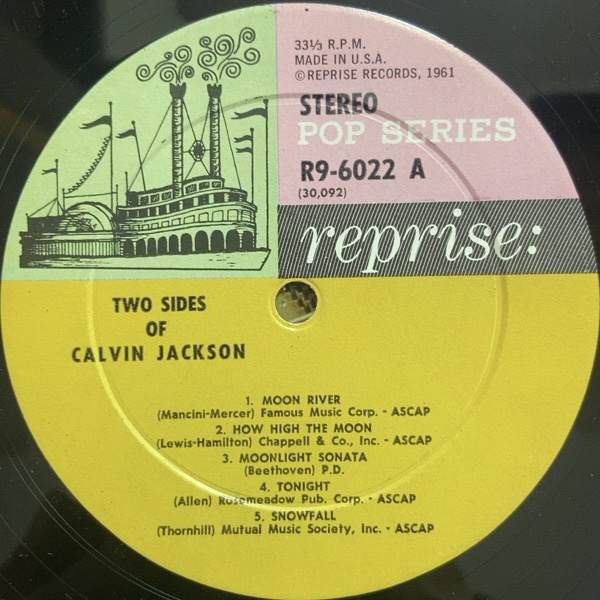 33⅓ R.P.M.
MADE IN U.S.A.
© REPRISE RECORDS, 1961
STEREO
POP SERIES
R9-6022 A
(30,092)
reprise:
TWO SIDES
OF
CALVIN JACKSON
1. MOON RIVER
(Mancini-Mercer) Famous Music Corp. - ASCAP
2. HOW HIGH THE MOON
(Lewis-Hamilton) Chappell & Co., Inc. - ASCAP
3. MOONLIGHT SONATA
(Beethoven) P.D.
4. TONIGHT
(Allen) Rosemeadow Pub. Corp. - ASCAP
5. SNOWFALL
(Thornhill) Mutual Music Society, Inc. - ASCAP